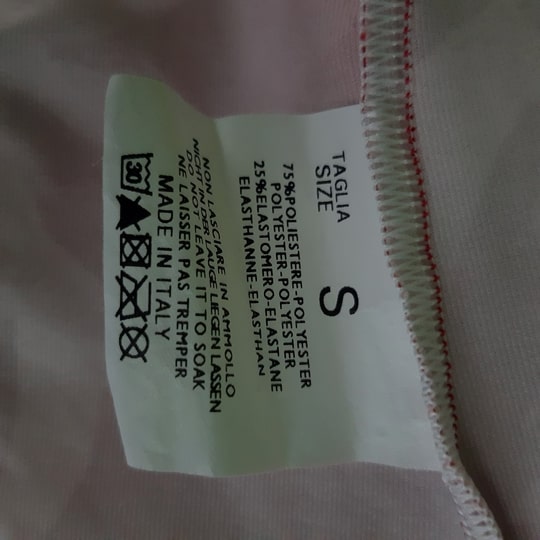 TAGLIA
SIZE
S
75%POLIESTERE-POLYESTER
POLYESTER-POLYESTER
25%ELASTOMERO-ELASTANE
ELASTHANNE-ELASTHAN
NON LASCIARE IN AMMOLLO
NICHT IN DER LAUGE LIEGEN LASSEN
DO NOT LEAVE IT TO SOAK
NE LAISSER PAS TREMPER
MADE IN ITALY
30